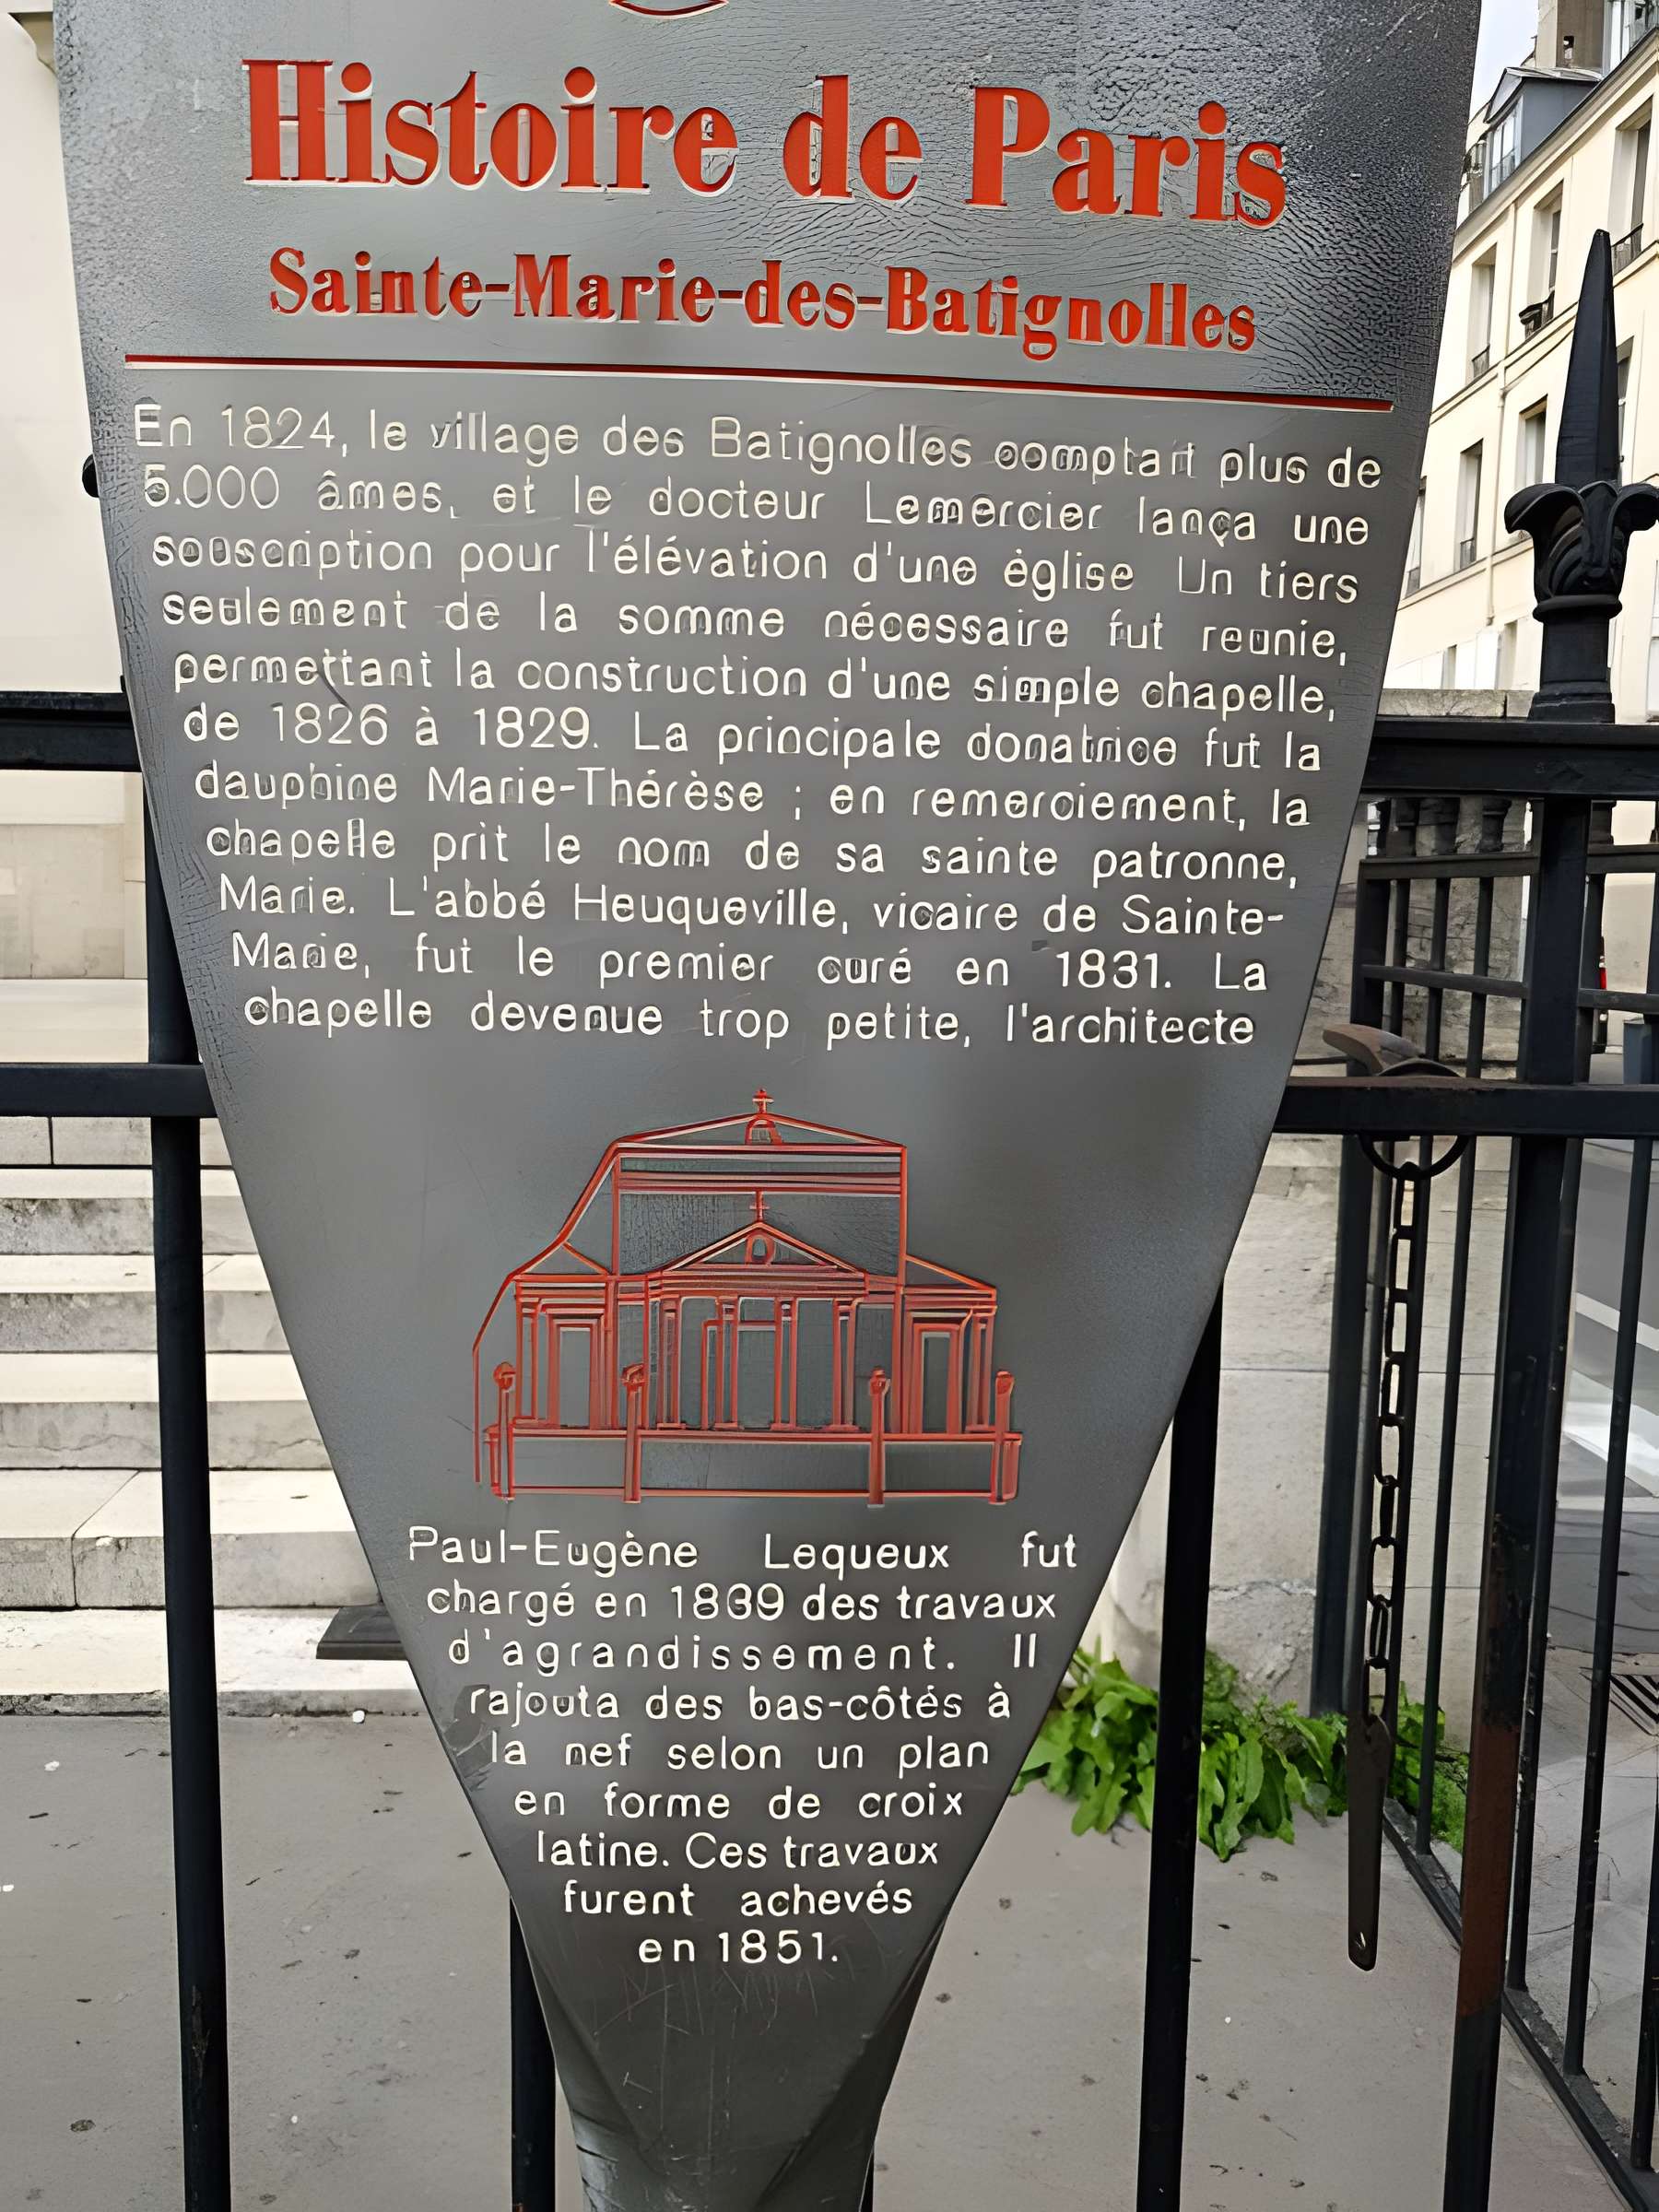 Histoire de Paris
Sainte-Marie-des-Batignolles
En 1824, le village des Batignolles comptait plus de
5.000 âmes, et le docteur Lemercier lança une
souscription pour l'élévation d'une église Un tiers
seulement de la somme nécessaire fut reunie,
permettant la construction d'une simple chapelle,
de 1826 à 1829. La principale donatrice fut la
dauphine Marie-Thérèse ; en remerciement, la
chapelle prit le nom de sa sainte patronne,
Marie. L'abbé Heuqueville, vicaire de Sainte-
Marie, fut le premier curé en 1831. La
chapelle devenue trop petite, l'architecte
Paul-Eugène Lequeux fut
chargé en 1839 des travaux
d'agrandissement. Il
rajouta des bas-côtés à
la nef selon un plan
en forme de croix
latine. Ces travaux
furent achevés
en 1851.